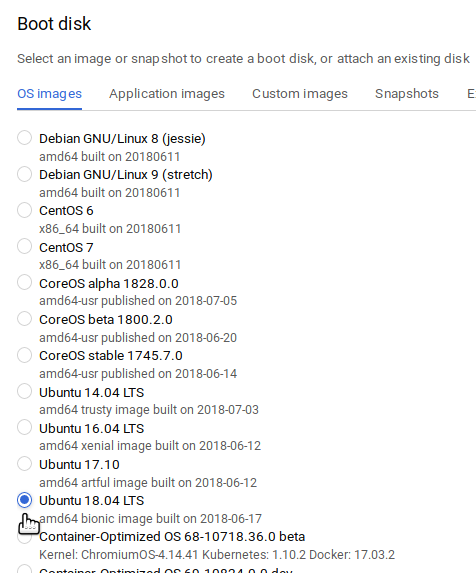 Boot disk
Select an image or snapshot to create a boot disk, or attach an existing disk
OS images Application images Custom images Snapshots E
Debian GNU/Linux 8 (jessie)
amd64 built on 20180611
Debian GNU/Linux 9 (stretch)
amd64 built on 20180611
CentOS 6
x86_64 built on 20180611
CentOS 7
x86_64 built on 20180611
CoreOS alpha 1828.0.0
amd64-usr published on 2018-07-05
CoreOS beta 1800.2.0
amd64-usr published on 2018-06-20
CoreOS stable 1745.7.0
amd64-usr published on 2018-06-14
Ubuntu 14.04 LTS
amd64 trusty image built on 2018-07-03
Ubuntu 16.04 LTS
amd64 xenial image built on 2018-06-12
Ubuntu 17.10
amd64 artful image built on 2018-06-12
Ubuntu 18.04 LTS
amd64 bionic image built on 2018-06-17
Container-Optimized OS 68-10718.36.0 beta
Kernel: ChromiumOS-4.14.41 Kubernetes: 1.10.2 Docker: 17.03.2
Container-Optimized OS